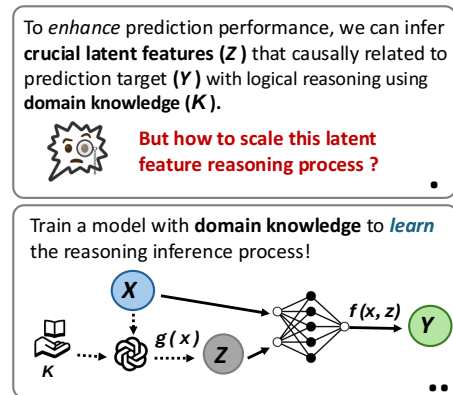 To enhance prediction performance, we can infer
crucial latent features (Z) that causally related to
prediction target (Y) with logical reasoning using
domain knowledge (K).
But how to scale this latent
feature reasoning process ?
Train a model with domain knowledge to learn
the reasoning inference process!
X
f(x, z)
Y
g(x)
Z
K